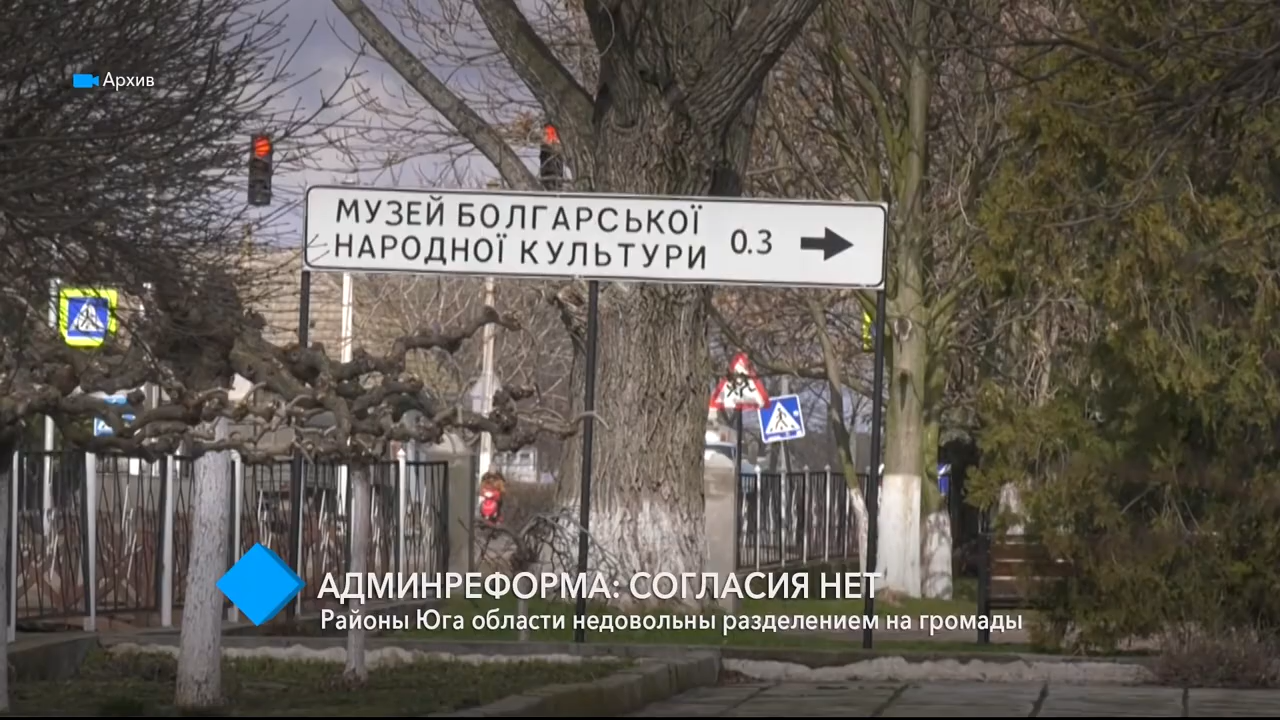 Архив
МУЗЕЙ БОЛГАРСЬКОЇ
НАРОДНОЇ КУЛЬТУРИ
0.3
АДМИНРЕФОРМА: СОГЛАСИЯ НЕТ
Районы Юга области недовольны разделением на громады